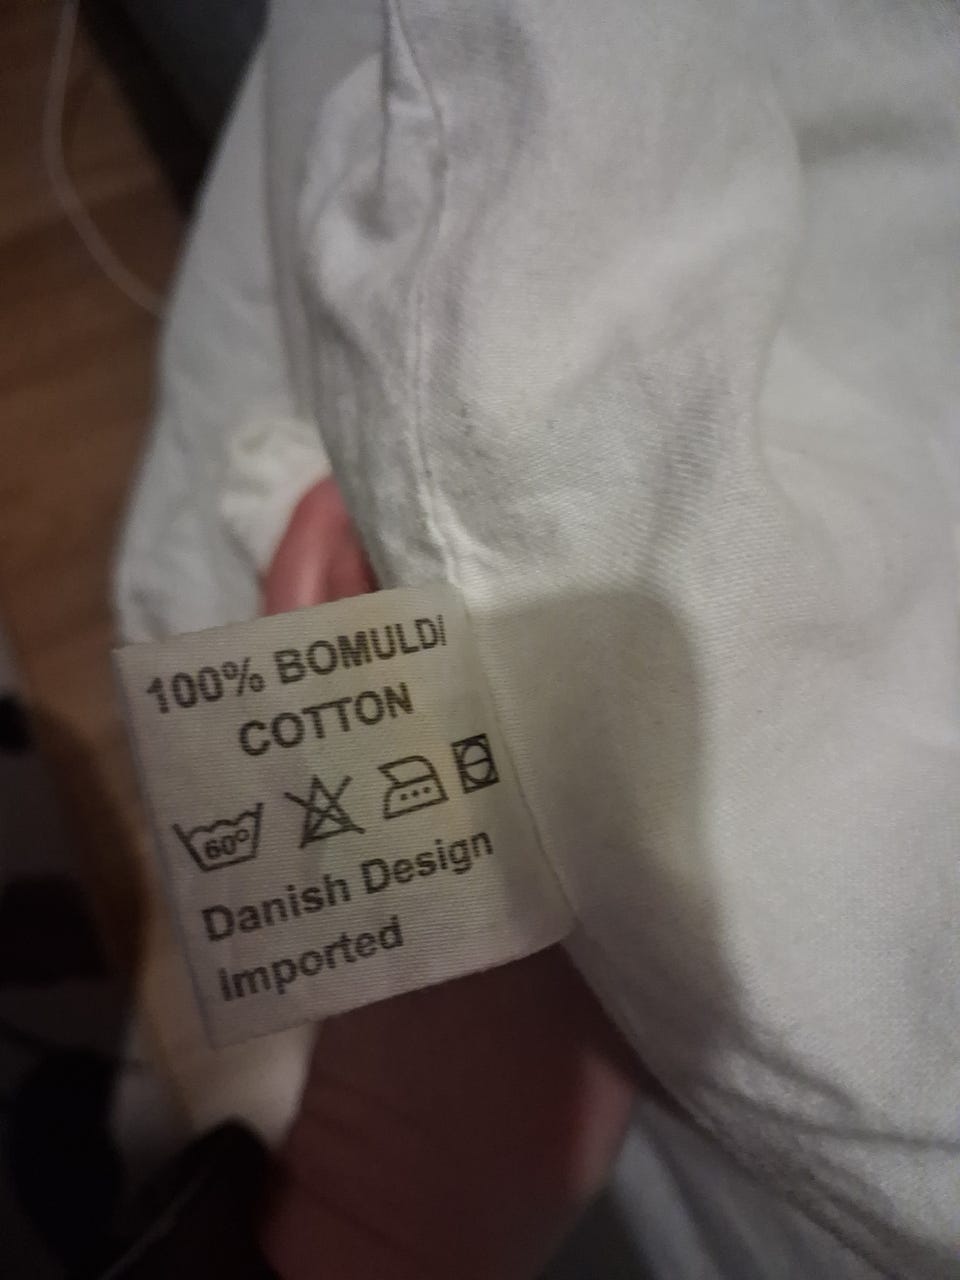 100% BOMULD/
COTTON
60°
Danish Design
Imported